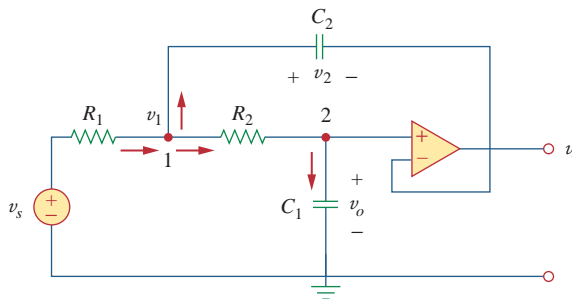 C₂
+ v₂ −
R₁
v₁
R₂
2
1
+
−
v
C₁
+
vₒ
−
vₛ
+
−